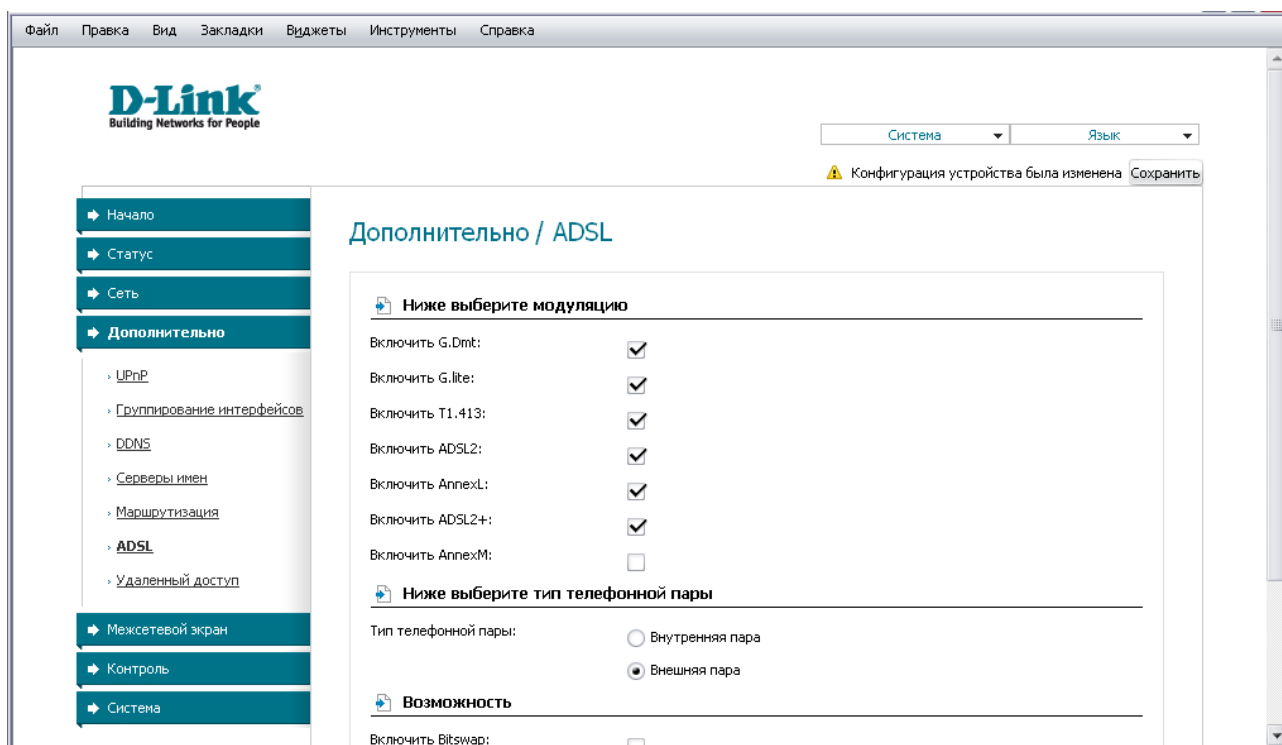 Файл Правка Вид Закладки Виджеты Инструменты Справка
D-Link
Building Networks for People
Система Язык
Конфигурация устройства была изменена Сохранить
Начало
Статус
Сеть
Дополнительно
UPnP
Группирование интерфейсов
DDNS
Серверы имен
Маршрутизация
ADSL
Удаленный доступ
Межсетевой экран
Контроль
Система
Дополнительно / ADSL
Ниже выберите модуляцию
Включить G.Dmt:
Включить G.lite:
Включить T1.413:
Включить ADSL2:
Включить AnnexL:
Включить ADSL2+:
Включить AnnexM:
Ниже выберите тип телефонной пары
Тип телефонной пары:
Внутренняя пара
Внешняя пара
Возможность
Включить Bitswap: